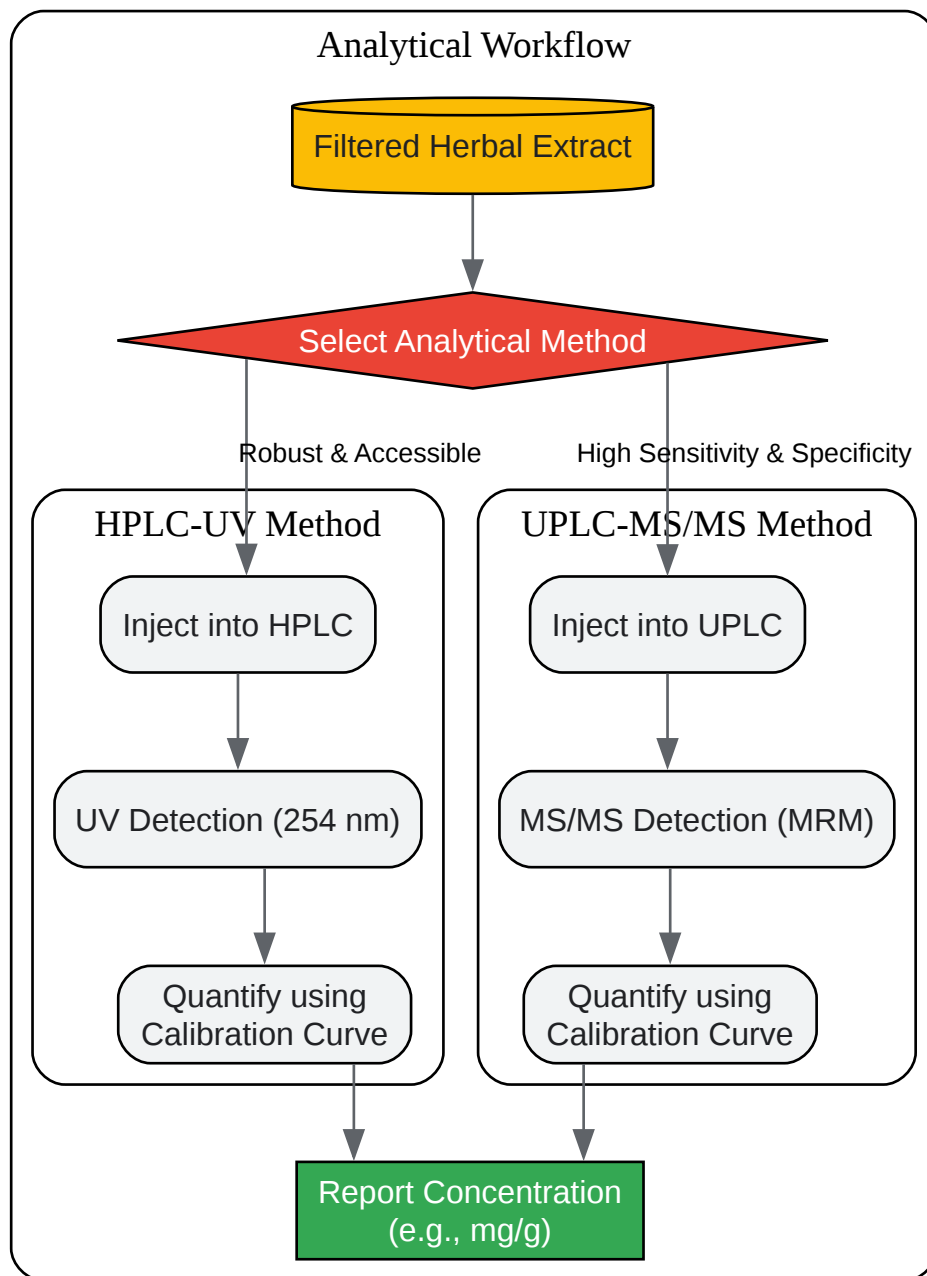 Analytical Workflow
Filtered Herbal Extract
Select Analytical Method
Robust & Accessible
High Sensitivity & Specificity
HPLC-UV Method
Inject into HPLC
UV Detection (254 nm)
Quantify using
Calibration Curve
UPLC-MS/MS Method
Inject into UPLC
MS/MS Detection (MRM)
Quantify using
Calibration Curve
Report Concentration
(e.g., mg/g)